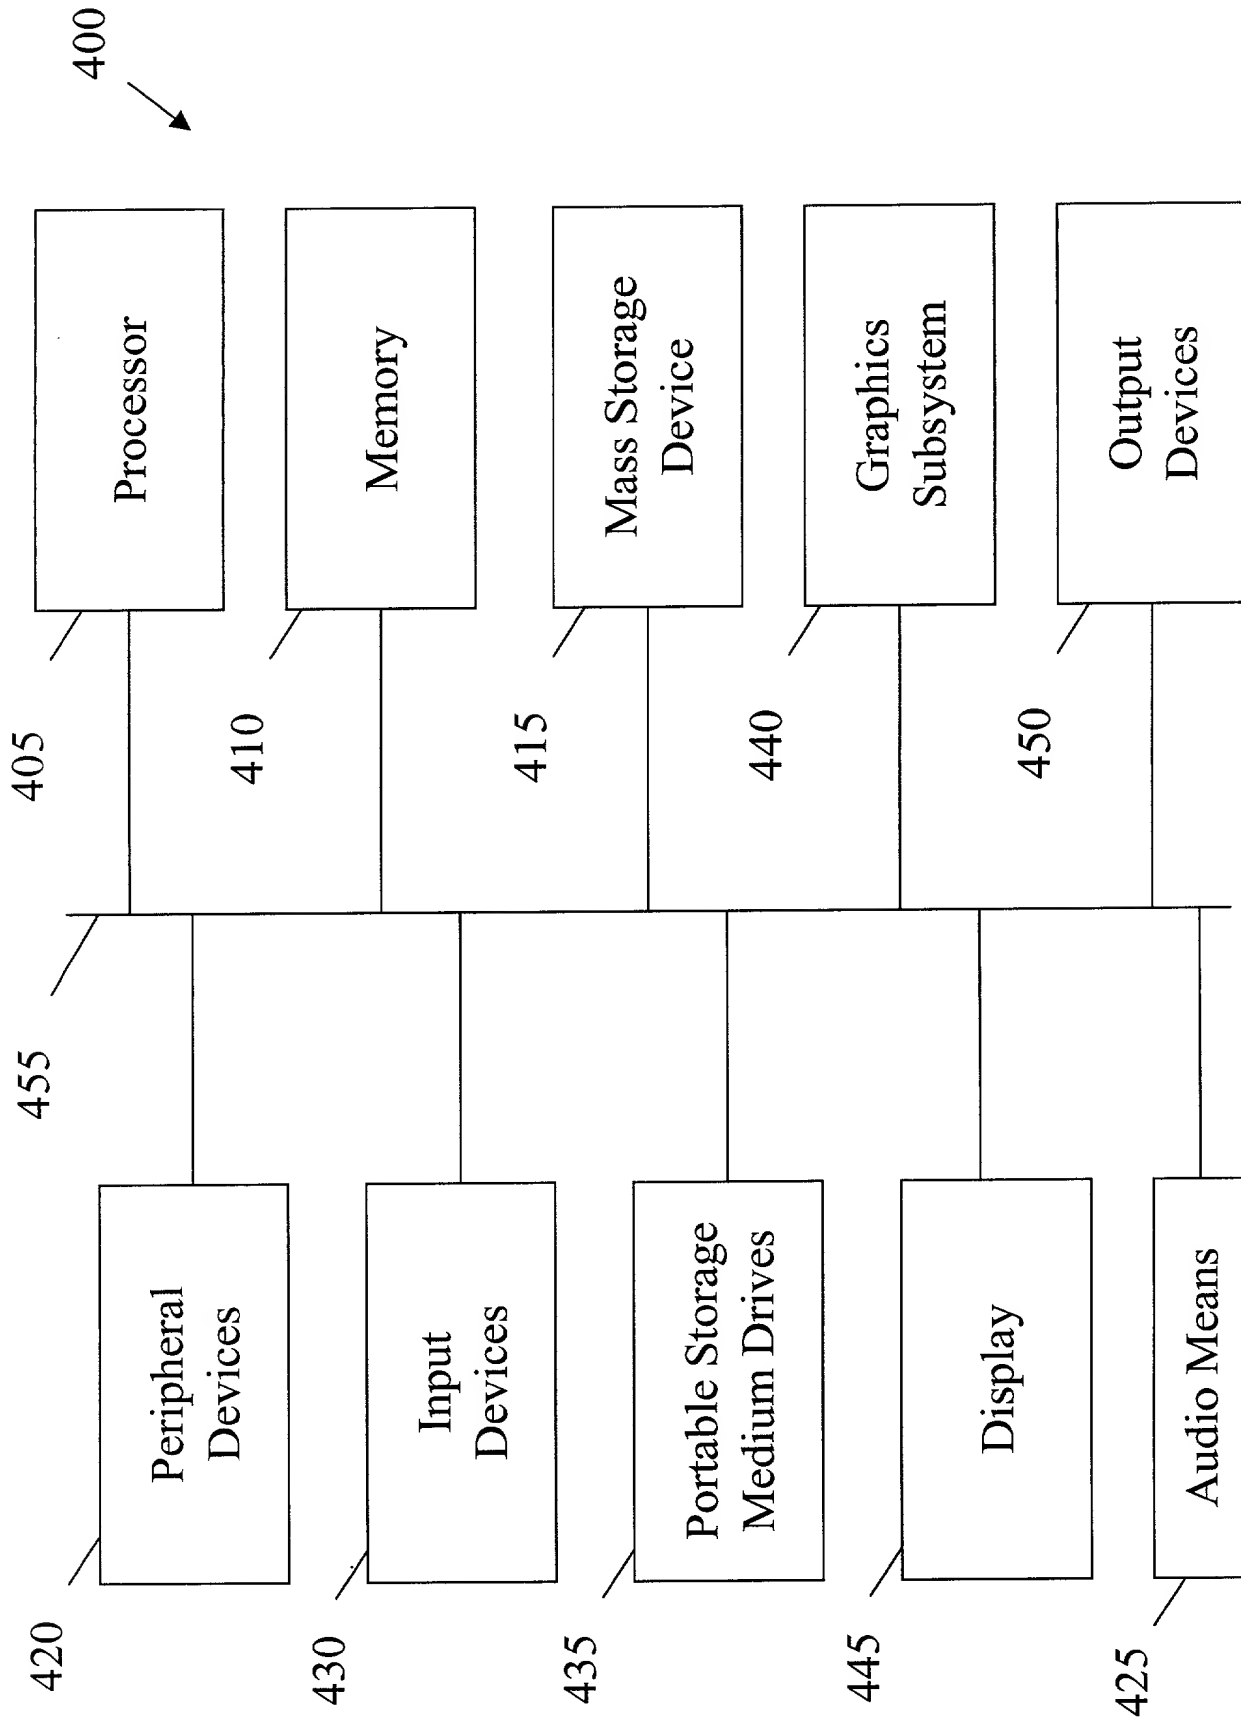 400
405
Processor
410
Memory
415
Mass Storage
Device
440
Graphics
Subsystem
450
Output
Devices
455
420
Peripheral
Devices
430
Input
Devices
435
Portable Storage
Medium Drives
445
Display
425
Audio Means